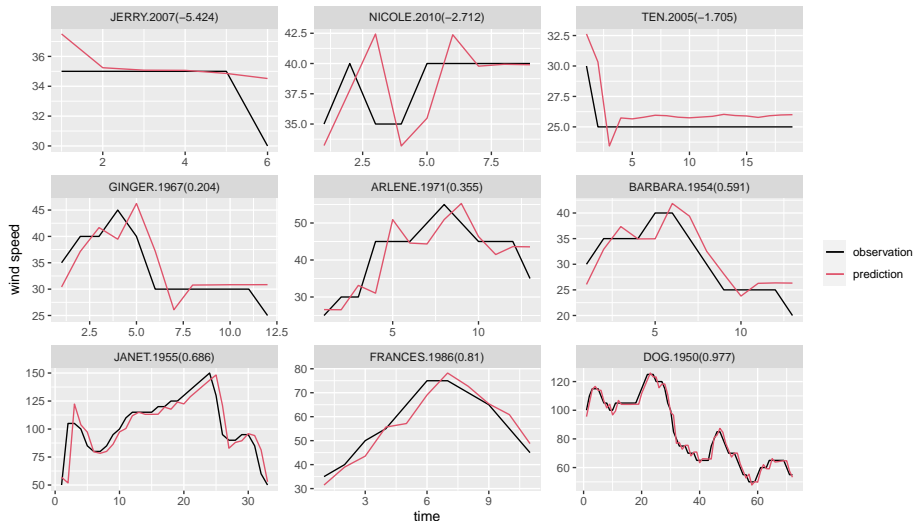 JERRY.2007(−5.424) NICOLE.2010(−2.712) TEN.2005(−1.705)
35.0 42.5 32.5
36 40.0 30.0
34 37.5 27.5
32 35.0 25.0
30
2 4 6 2.5 5.0 7.5 5 10 15
GINGER.1967(0.204) ARLENE.1971(0.355) BARBARA.1954(0.591)
45 50 40
40 40 35
35 30 30
30 25
25 20
2.5 5.0 7.5 10.0 12.5 5 10 5 10
JANET.1955(0.686) FRANCES.1986(0.81) DOG.1950(0.977)
150 80 120
125 70 100
100 60 80
75 50 60
50 40
30
0 10 20 30 3 6 9 0 20 40 60
wind speed
time
observation
prediction